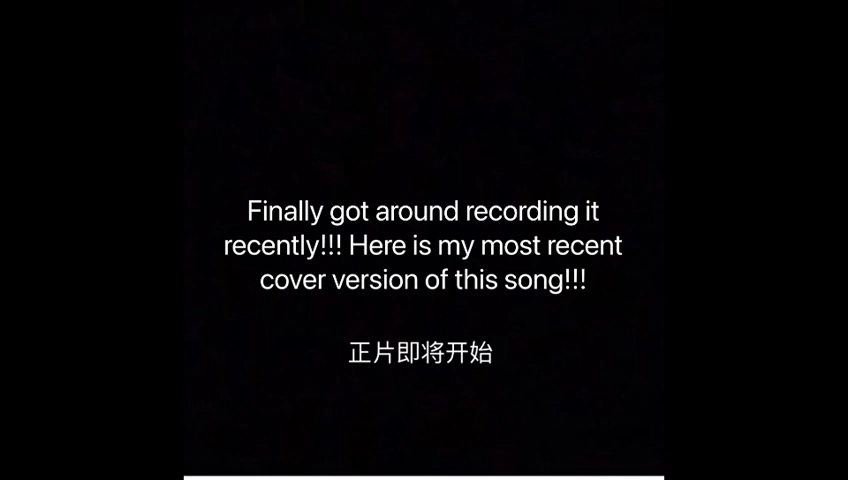 Finally got around recording it
recently!!! Here is my most recent
cover version of this song!!!
正片即将开始